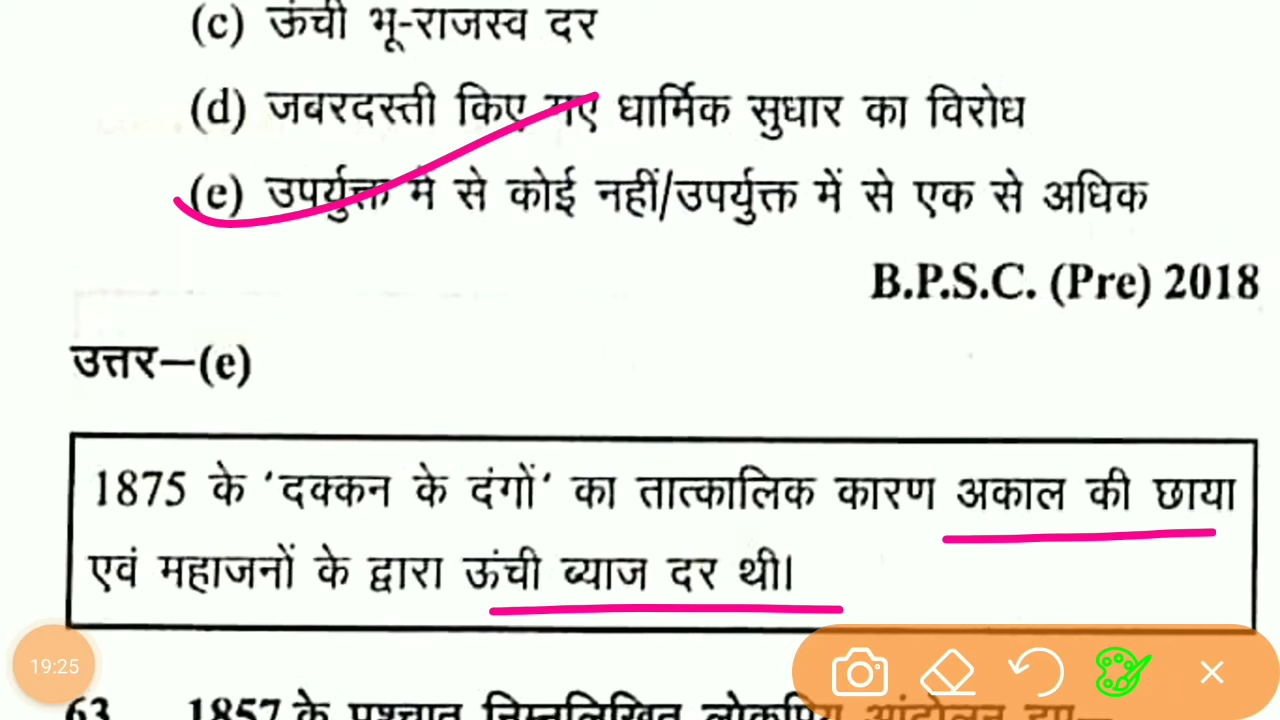 (c) ऊंची भू-राजस्व दर
(d) जबरदस्ती किए गए धार्मिक सुधार का विरोध
(e) उपर्युक्त में से कोई नहीं/उपर्युक्त में से एक से अधिक
B.P.S.C. (Pre) 2018
उत्तर—(e)
1875 के 'दक्कन के दंगों' का तात्कालिक कारण अकाल की छाया
एवं महाजनों के द्वारा ऊंची ब्याज दर थी।
19:25
63. 1857 के पश्चात निम्नलिखित लोकप्रिय आंदोलन हुए—